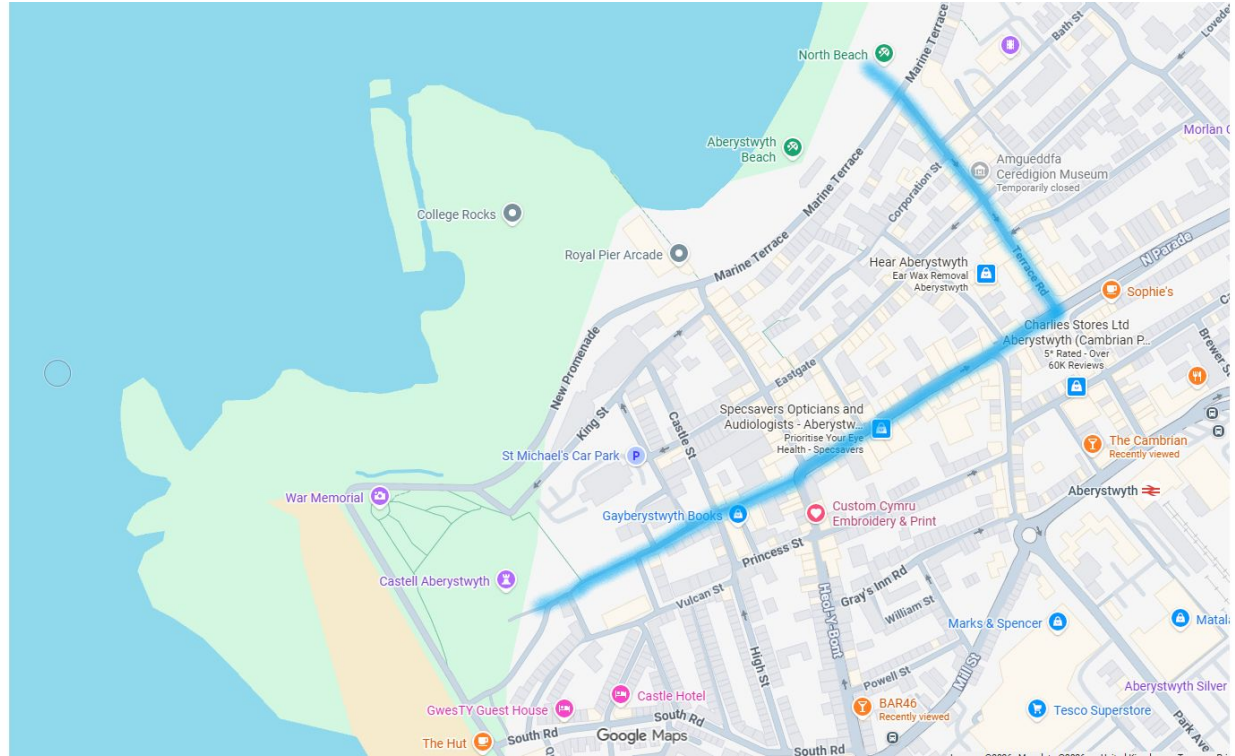 North Beach
Marine Terrace
Bath St
Lovede
Morlan C
Aberystwyth
Beach
Amgueddfa
Ceredigion Museum
Temporarily closed
Corporation St
Marine Terrace
College Rocks
Royal Pier Arcade
Marine Terrace
Hear Aberystwyth
Ear Wax Removal
Aberystwyth
Terrace Rd
N Parade
Sophie's
Charlies Stores Ltd
Aberystwyth (Cambrian P...
5* Rated - Over
60K Reviews
Ca
Brewer St
New Promenade
Eastgate
King St
Castle St
Specsavers Opticians and
Audiologists - Aberystw...
Prioritise Your Eye
Health - Specsavers
St Michael's Car Park
P
The Cambrian
Recently viewed
War Memorial
Aberystwyth
Gayberystwyth Books
Custom Cymru
Embroidery & Print
Princess St
Castell Aberystwyth
Vulcan St
Gray's Inn Rd
William St
Heol-Y-Bont
Marks & Spencer
Matala
High St
Mill St
Powell St
Castle Hotel
GwesTY Guest House
South Rd
BAR46
Recently viewed
Aberystwyth Silver
Tesco Superstore
Park Ave
The Hut
South Rd
Google Maps
South Rd